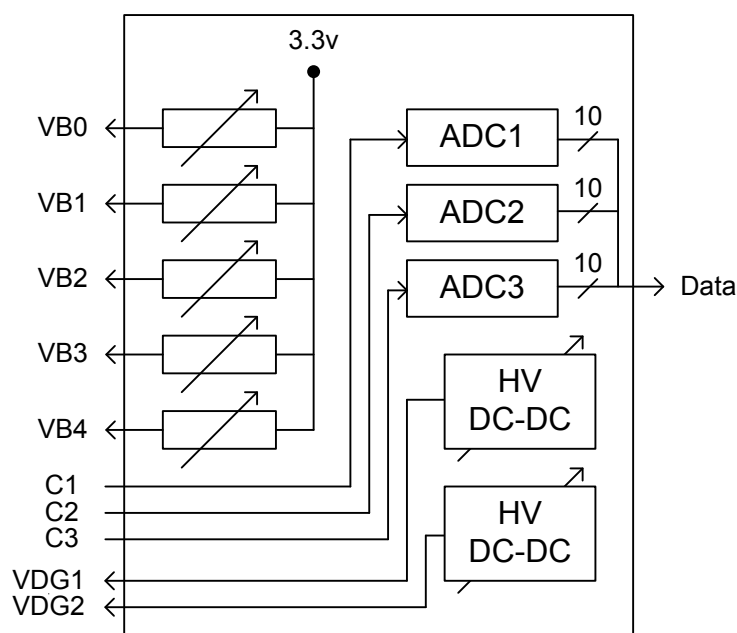 3.3v
VB0
VB1
VB2
VB3
VB4
C1
C2
C3
VDG1
VDG2
ADC1
10
ADC2
10
ADC3
10
Data
HV
DC-DC
HV
DC-DC